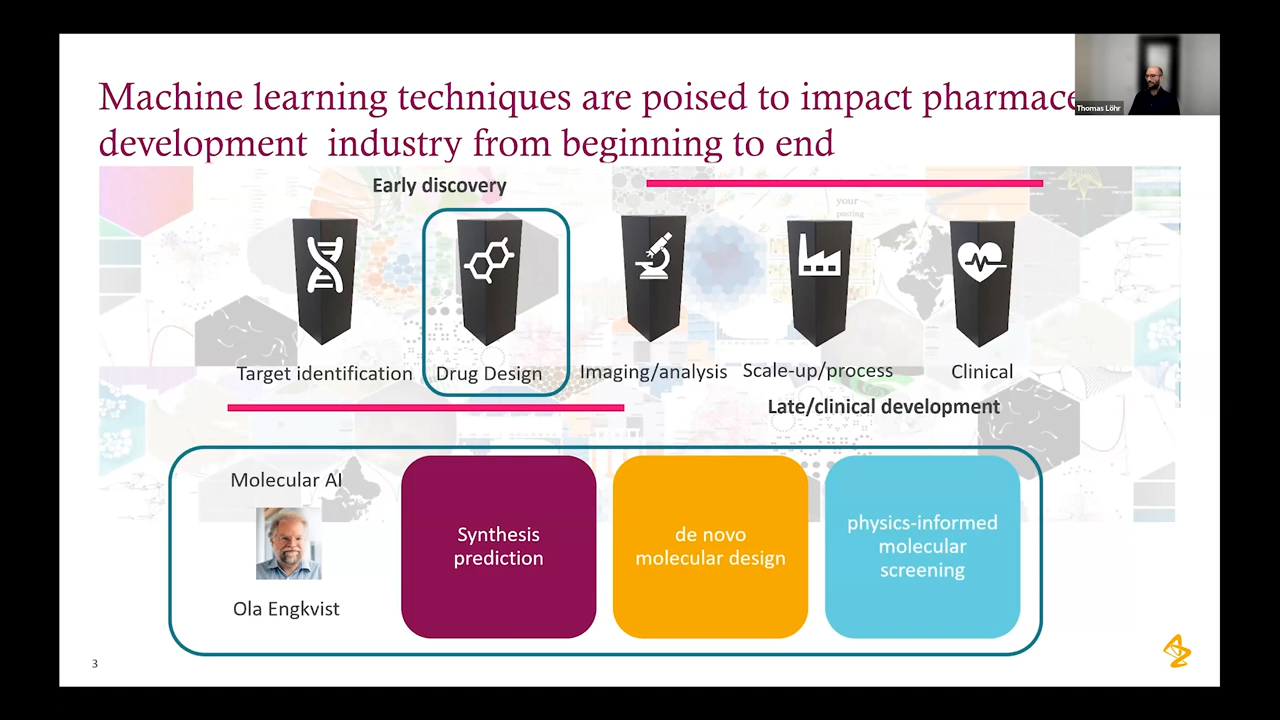 Machine learning techniques are poised to impact pharmace
development industry from beginning to end
Thomas Löhr
Early discovery
your
posting
Target identification
Drug Design
Imaging/analysis
Scale-up/process
Clinical
Late/clinical development
Molecular AI
Ola Engkvist
Synthesis
prediction
de novo
molecular design
physics-informed
molecular
screening
3